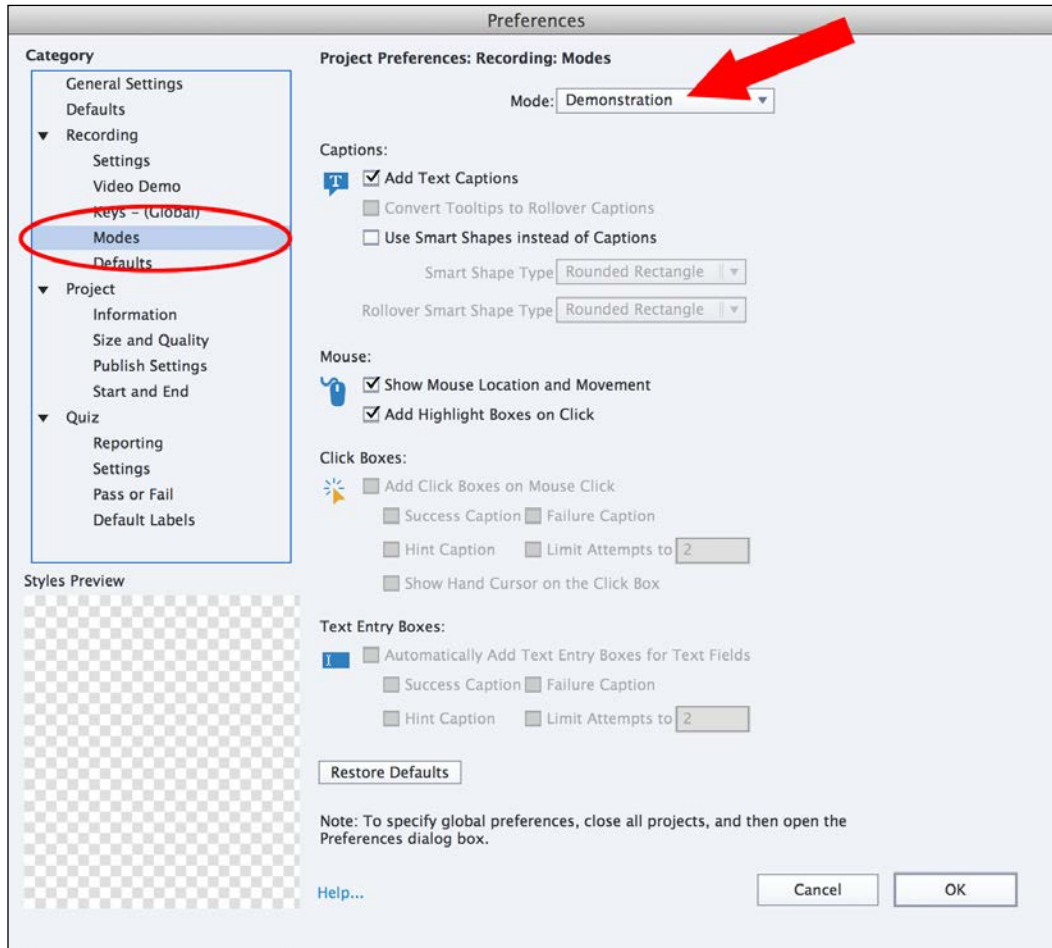 Preferences
Category
General Settings
Defaults
Recording
Settings
Video Demo
Keys - (Global)
Modes
Defaults
Project
Information
Size and Quality
Publish Settings
Start and End
Quiz
Reporting
Settings
Pass or Fail
Default Labels
Styles Preview
Project Preferences: Recording: Modes
Mode: Demonstration
Captions:
T Add Text Captions
Convert Tooltips to Rollover Captions
Use Smart Shapes instead of Captions
Smart Shape Type Rounded Rectangle
Rollover Smart Shape Type Rounded Rectangle
Mouse:
Show Mouse Location and Movement
Add Highlight Boxes on Click
Click Boxes:
Add Click Boxes on Mouse Click
Success Caption Failure Caption
Hint Caption Limit Attempts to 2
Show Hand Cursor on the Click Box
Text Entry Boxes:
I Automatically Add Text Entry Boxes for Text Fields
Success Caption Failure Caption
Hint Caption Limit Attempts to 2
Restore Defaults
Note: To specify global preferences, close all projects, and then open the
Preferences dialog box.
Help... Cancel OK